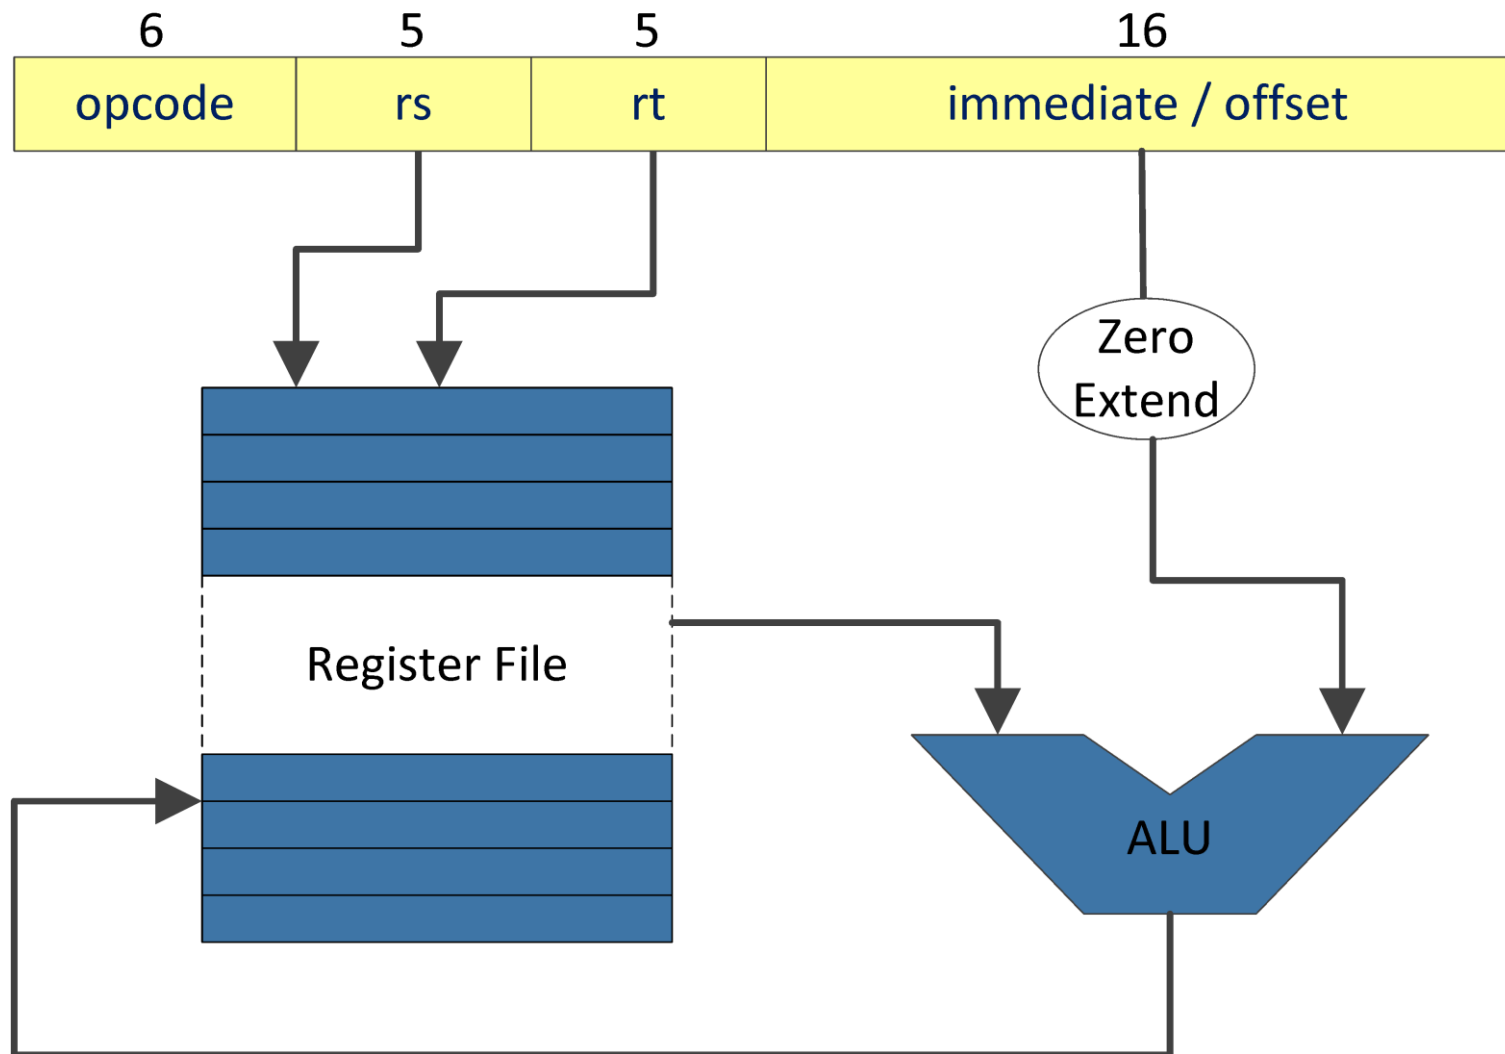 6 5 5 16
opcode rs rt immediate / offset
Zero
Extend
Register File
ALU